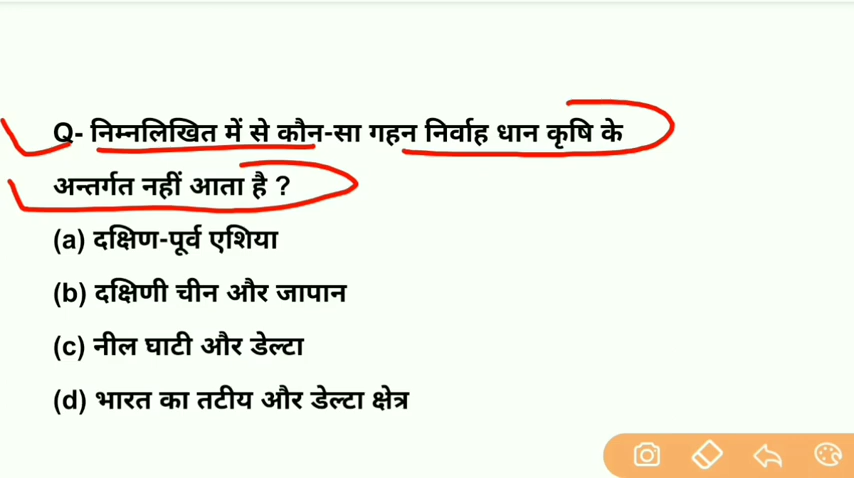 Q- निम्नलिखित में से कौन-सा गहन निर्वाह धान कृषि के
अन्तर्गत नहीं आता है ?
(a) दक्षिण-पूर्व एशिया
(b) दक्षिणी चीन और जापान
(c) नील घाटी और डेल्टा
(d) भारत का तटीय और डेल्टा क्षेत्र